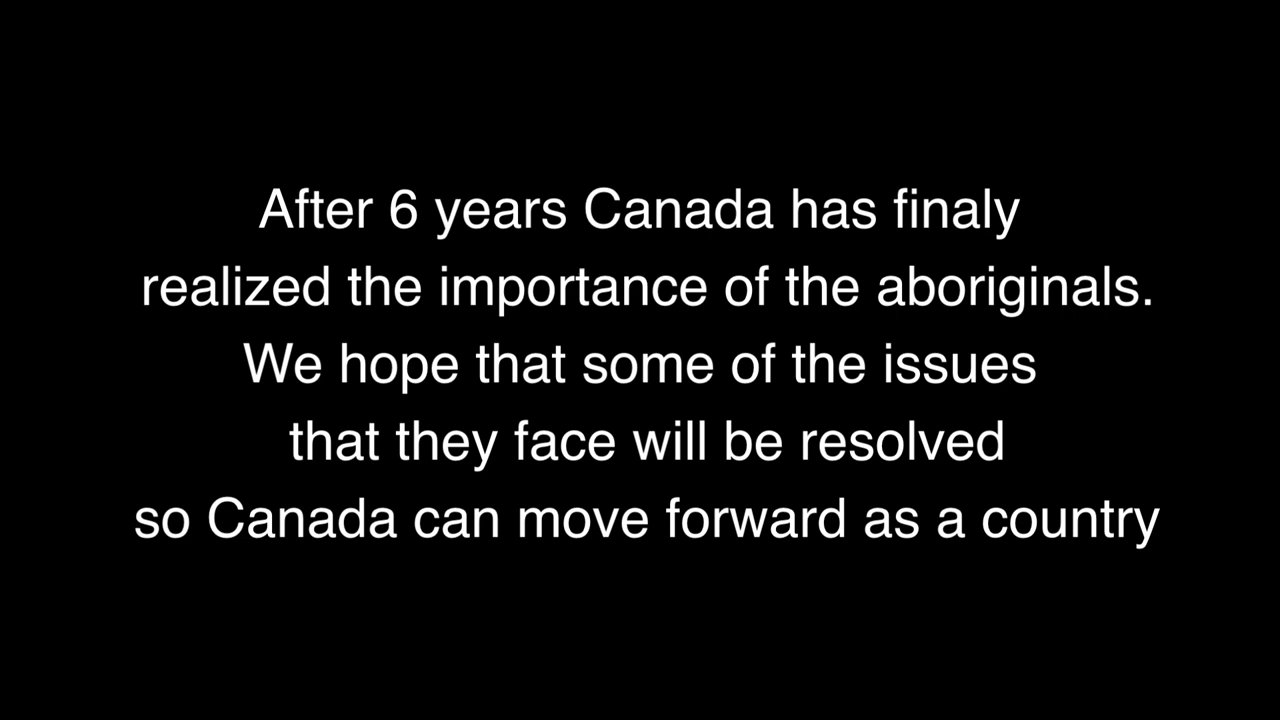 After 6 years Canada has finaly
realized the importance of the aboriginals.
We hope that some of the issues
that they face will be resolved
so Canada can move forward as a country